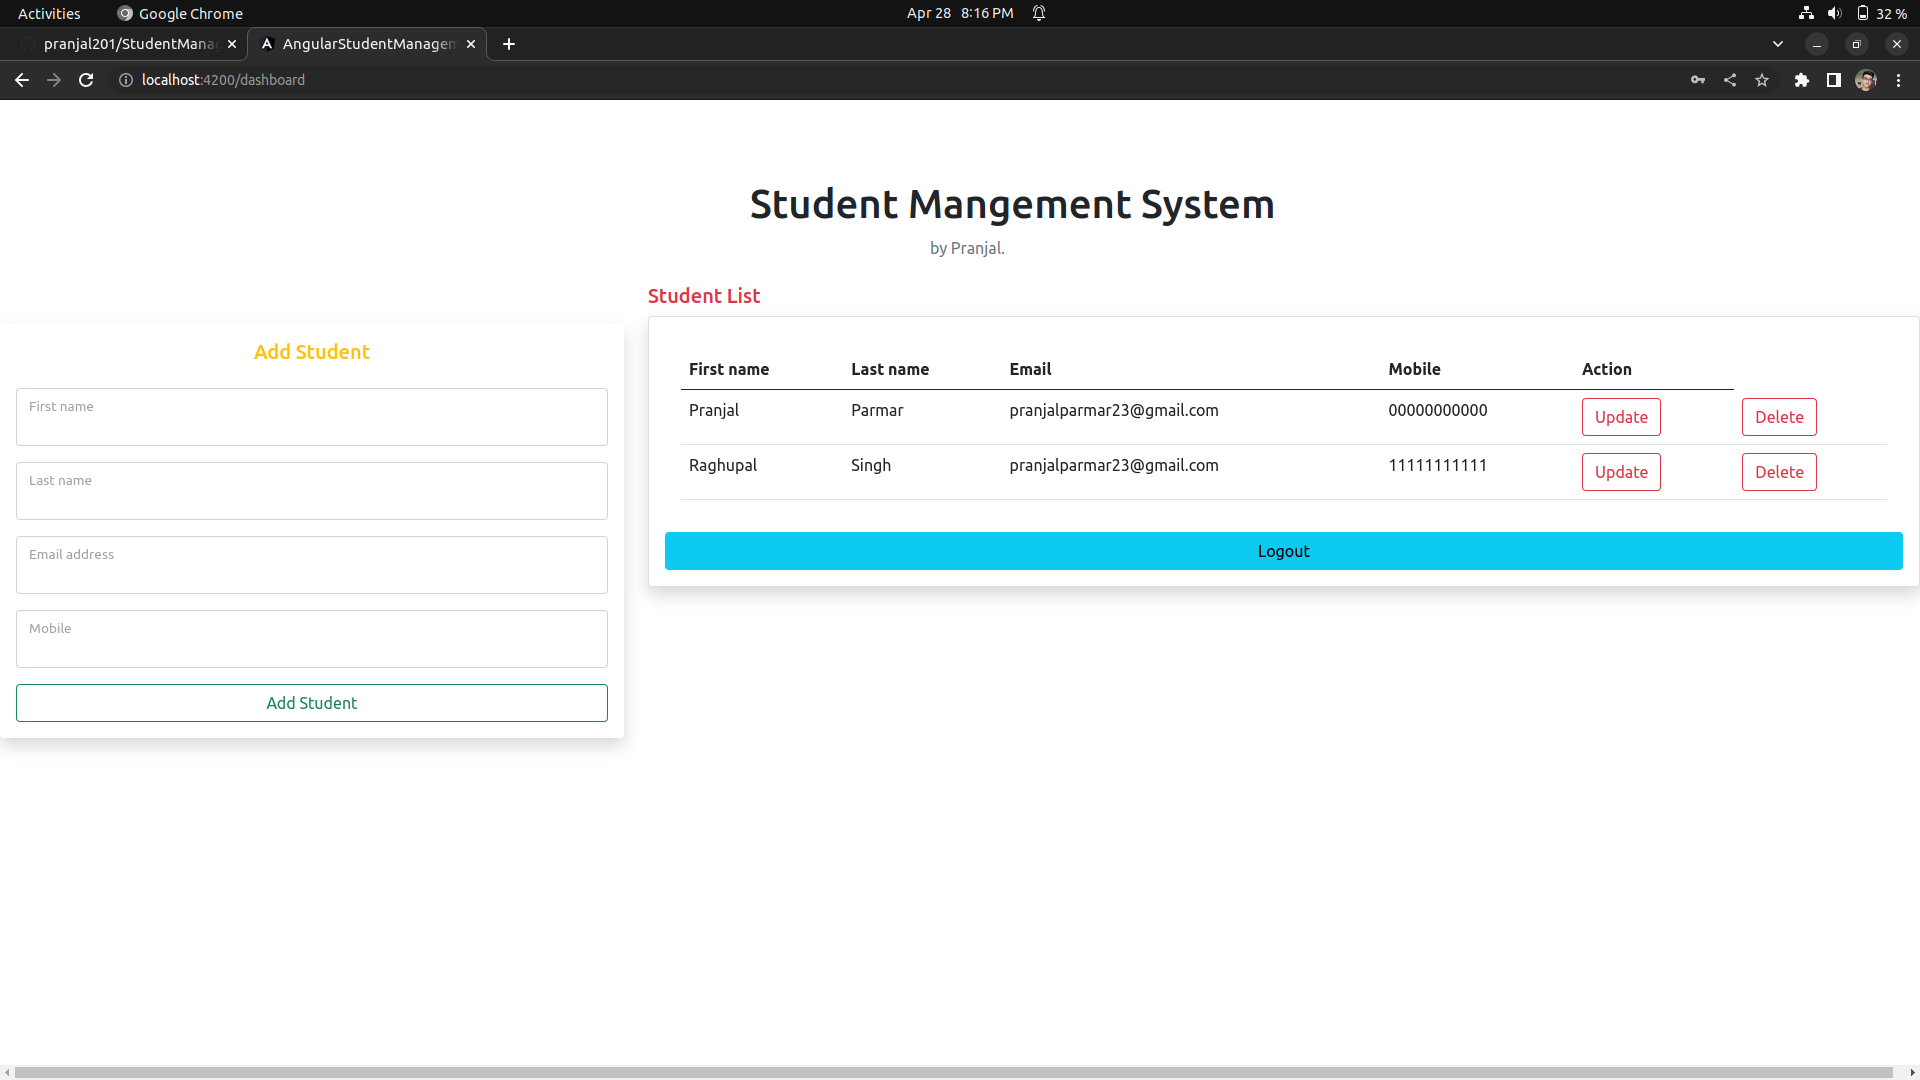 Activities Google Chrome Apr 28 8:16 PM 32 %
pranjal201/StudentMana AngularStudentManagem
localhost:4200/dashboard
Student Mangement System
by Pranjal.
Student List
Add Student
First name
Last name
Email address
Mobile
Add Student
First name Last name Email Mobile Action
Pranjal Parmar pranjalparmar23@gmail.com 00000000000 Update Delete
Raghupal Singh pranjalparmar23@gmail.com 11111111111 Update Delete
Logout